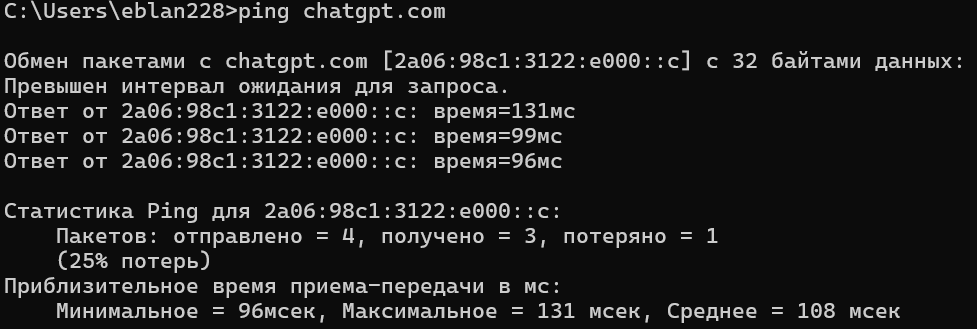 C:\Users\eblan228>ping chatgpt.com
Обмен пакетами с chatgpt.com [2a06:98c1:3122:e000::c] с 32 байтами данных:
Превышен интервал ожидания для запроса.
Ответ от 2a06:98c1:3122:e000::c: время=131мс
Ответ от 2a06:98c1:3122:e000::c: время=99мс
Ответ от 2a06:98c1:3122:e000::c: время=96мс
Статистика Ping для 2a06:98c1:3122:e000::c:
Пакетов: отправлено = 4, получено = 3, потеряно = 1
(25% потерь)
Приблизительное время приема-передачи в мс:
Минимальное = 96мсек, Максимальное = 131 мсек, Среднее = 108 мсек